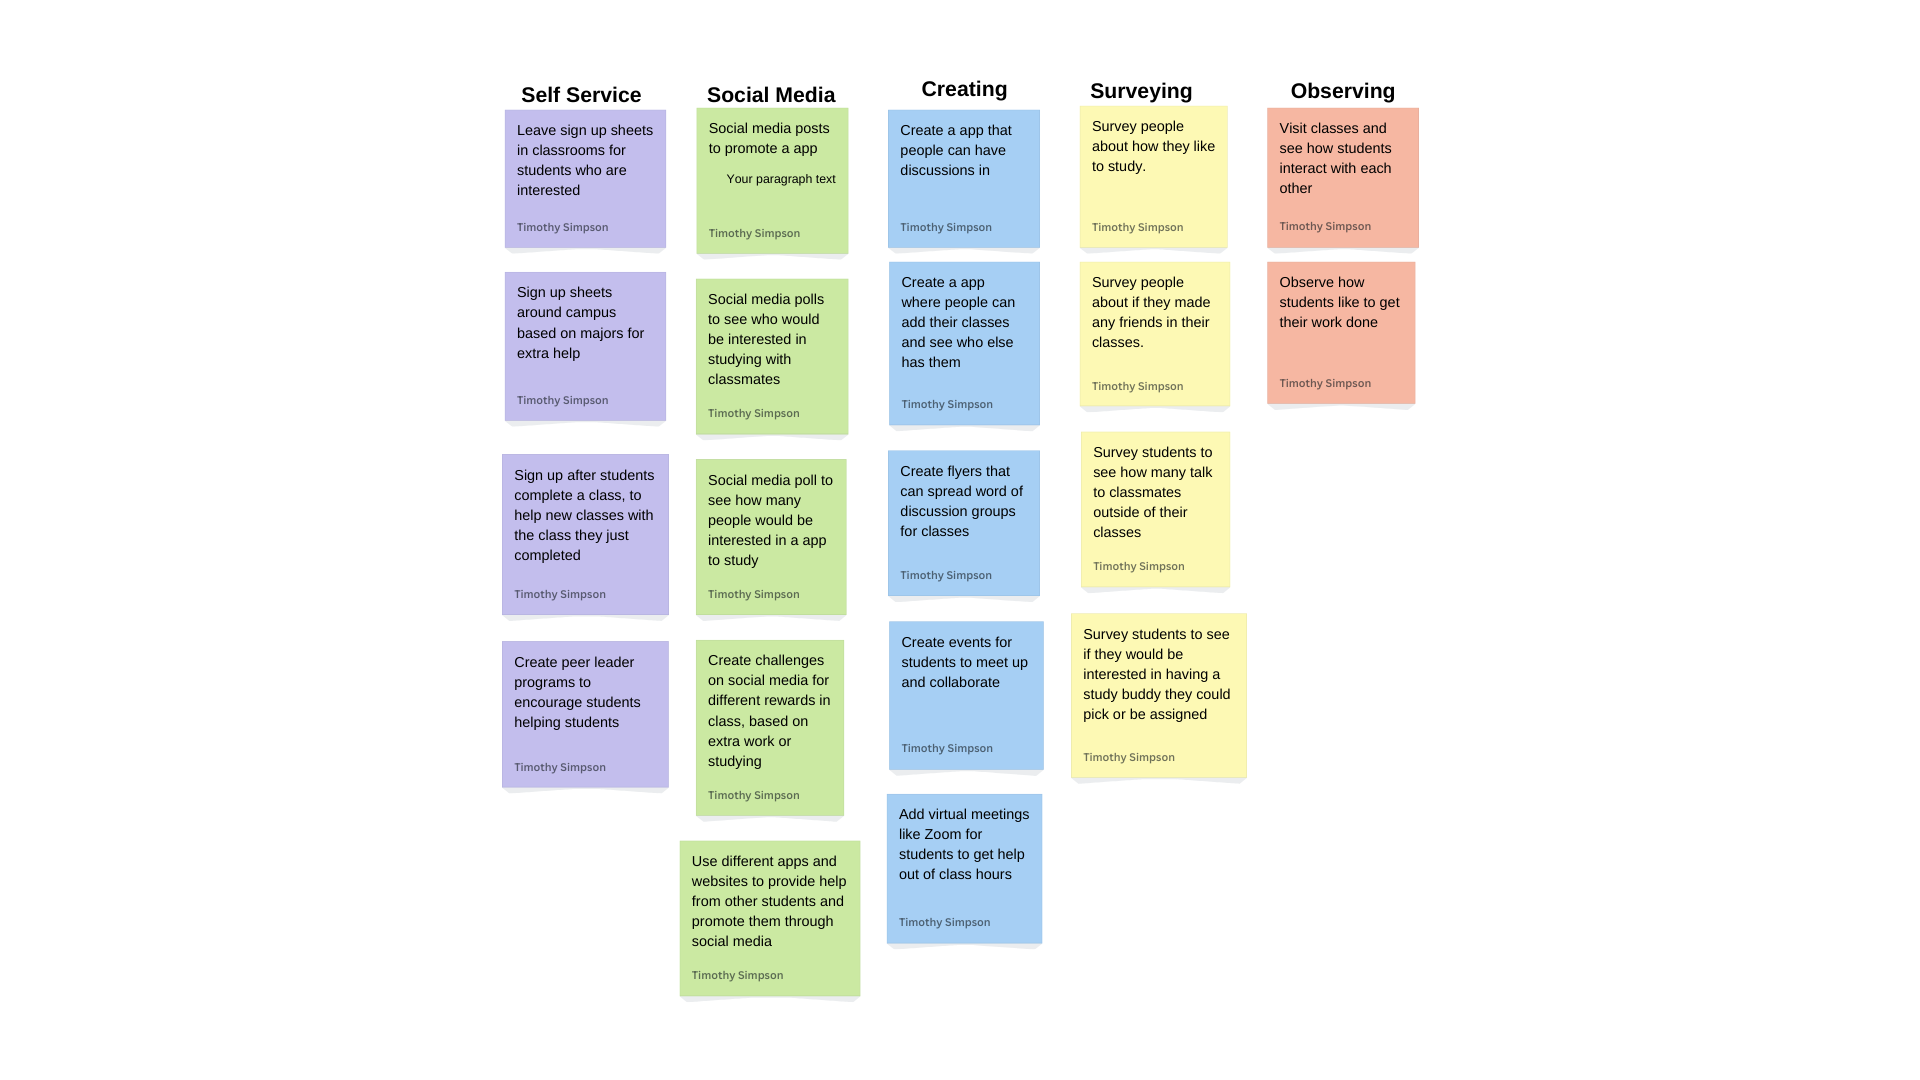 Self Service
Leave sign up sheets
in classrooms for
students who are
interested
Timothy Simpson
Sign up sheets
around campus
based on majors for
extra help
Timothy Simpson
Sign up after students
complete a class, to
help new classes with
the class they just
completed
Timothy Simpson
Create peer leader
programs to
encourage students
helping students
Timothy Simpson
Social Media
Social media posts
to promote a app
Your paragraph text
Timothy Simpson
Social media polls
to see who would
be interested in
studying with
classmates
Timothy Simpson
Social media poll to
see how many
people would be
interested in a app
to study
Timothy Simpson
Create challenges
on social media for
different rewards in
class, based on
extra work or
studying
Timothy Simpson
Use different apps and
websites to provide help
from other students and
promote them through
social media
Timothy Simpson
Creating
Create a app that
people can have
discussions in
Timothy Simpson
Create a app
where people can
add their classes
and see who else
has them
Timothy Simpson
Create flyers that
can spread word of
discussion groups
for classes
Timothy Simpson
Create events for
students to meet up
and collaborate
Timothy Simpson
Add virtual meetings
like Zoom for
students to get help
out of class hours
Timothy Simpson
Surveying
Survey people
about how they like
to study.
Timothy Simpson
Survey people
about if they made
any friends in their
classes.
Timothy Simpson
Survey students to
see how many talk
to classmates
outside of their
classes
Timothy Simpson
Survey students to see
if they would be
interested in having a
study buddy they could
pick or be assigned
Timothy Simpson
Observing
Visit classes and
see how students
interact with each
other
Timothy Simpson
Observe how
students like to get
their work done
Timothy Simpson